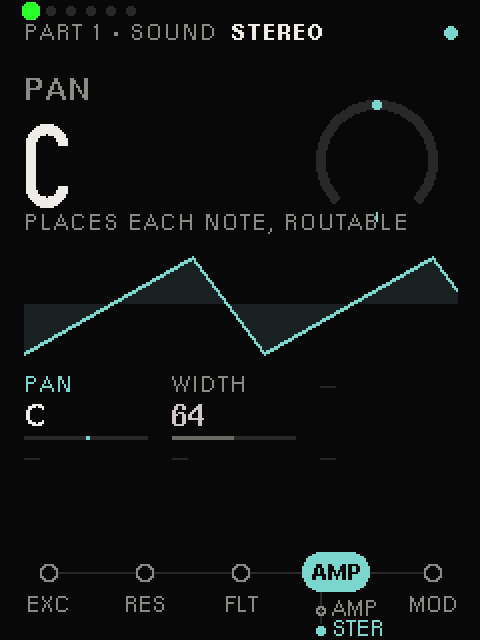 PART 1 · SOUND STEREO
PAN
C
PLACES EACH NOTE, ROUTABLE
PAN WIDTH —
C 64
— — —
EXC RES FLT AMP MOD
AMP
STER